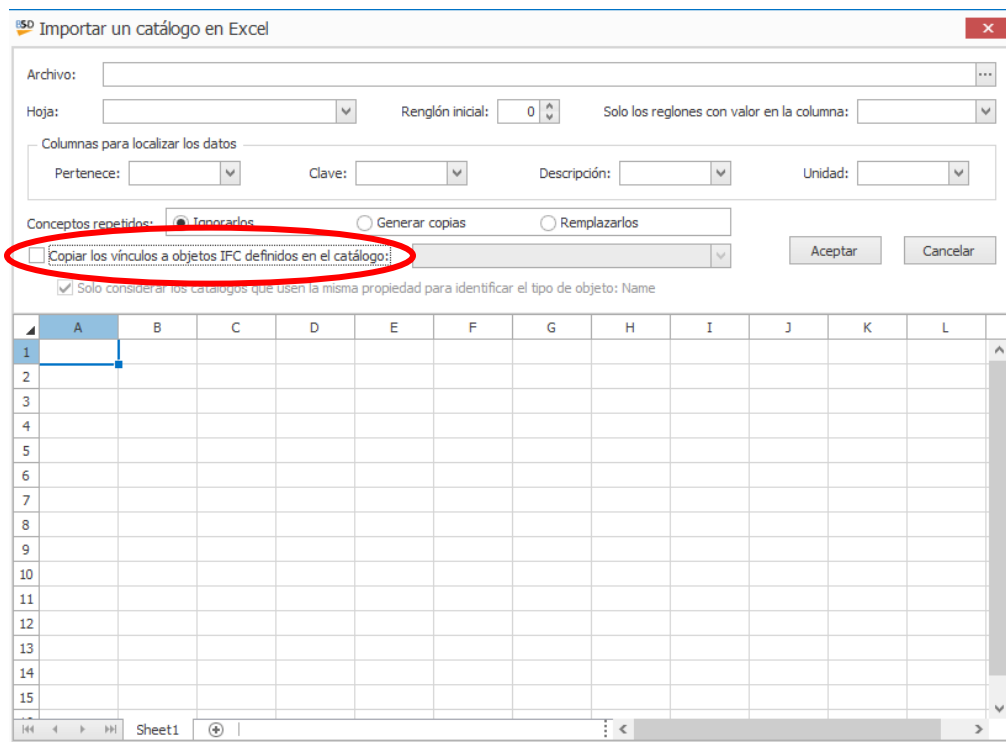 BSD Importar un catálogo en Excel
Archivo:
Hoja: Renglón inicial: 0 Solo los reglones con valor en la columna:
Columnas para localizar los datos
Pertenece: Clave: Descripción: Unidad:
Conceptos repetidos: Ignorarlos Generar copias Remplazarlos
Copiar los vínculos a objetos IFC definidos en el catálogo: Aceptar Cancelar
Solo considerar los catálogos que usen la misma propiedad para identificar el tipo de objeto: Name
A B C D E F G H I J K L
1
2
3
4
5
6
7
8
9
10
11
12
13
14
15
Sheet1